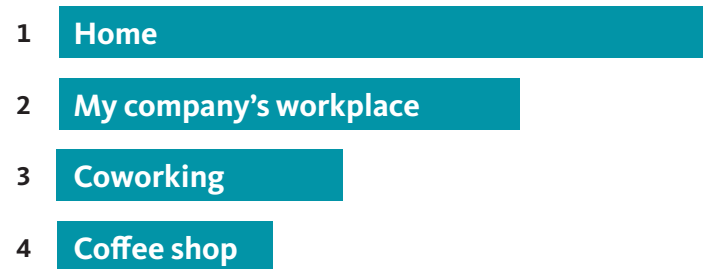 1 Home
2 My company’s workplace
3 Coworking
4 Coffee shop